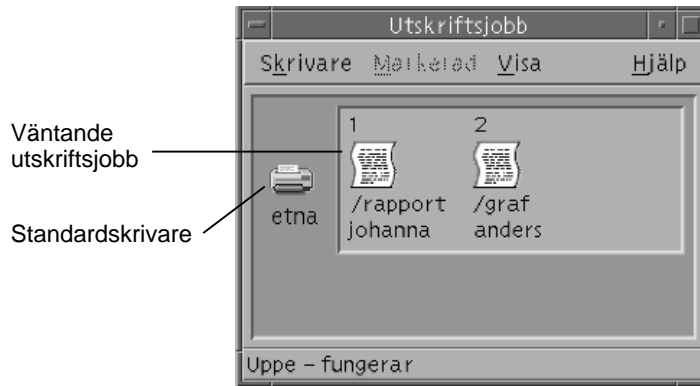 Utskriftsjobb
Skrivare Markerad Visa Hjälp
Väntande
utskriftsjobb
1 2
/rapport /graf
johanna anders
etna
Standardskrivare
Uppe – fungerar